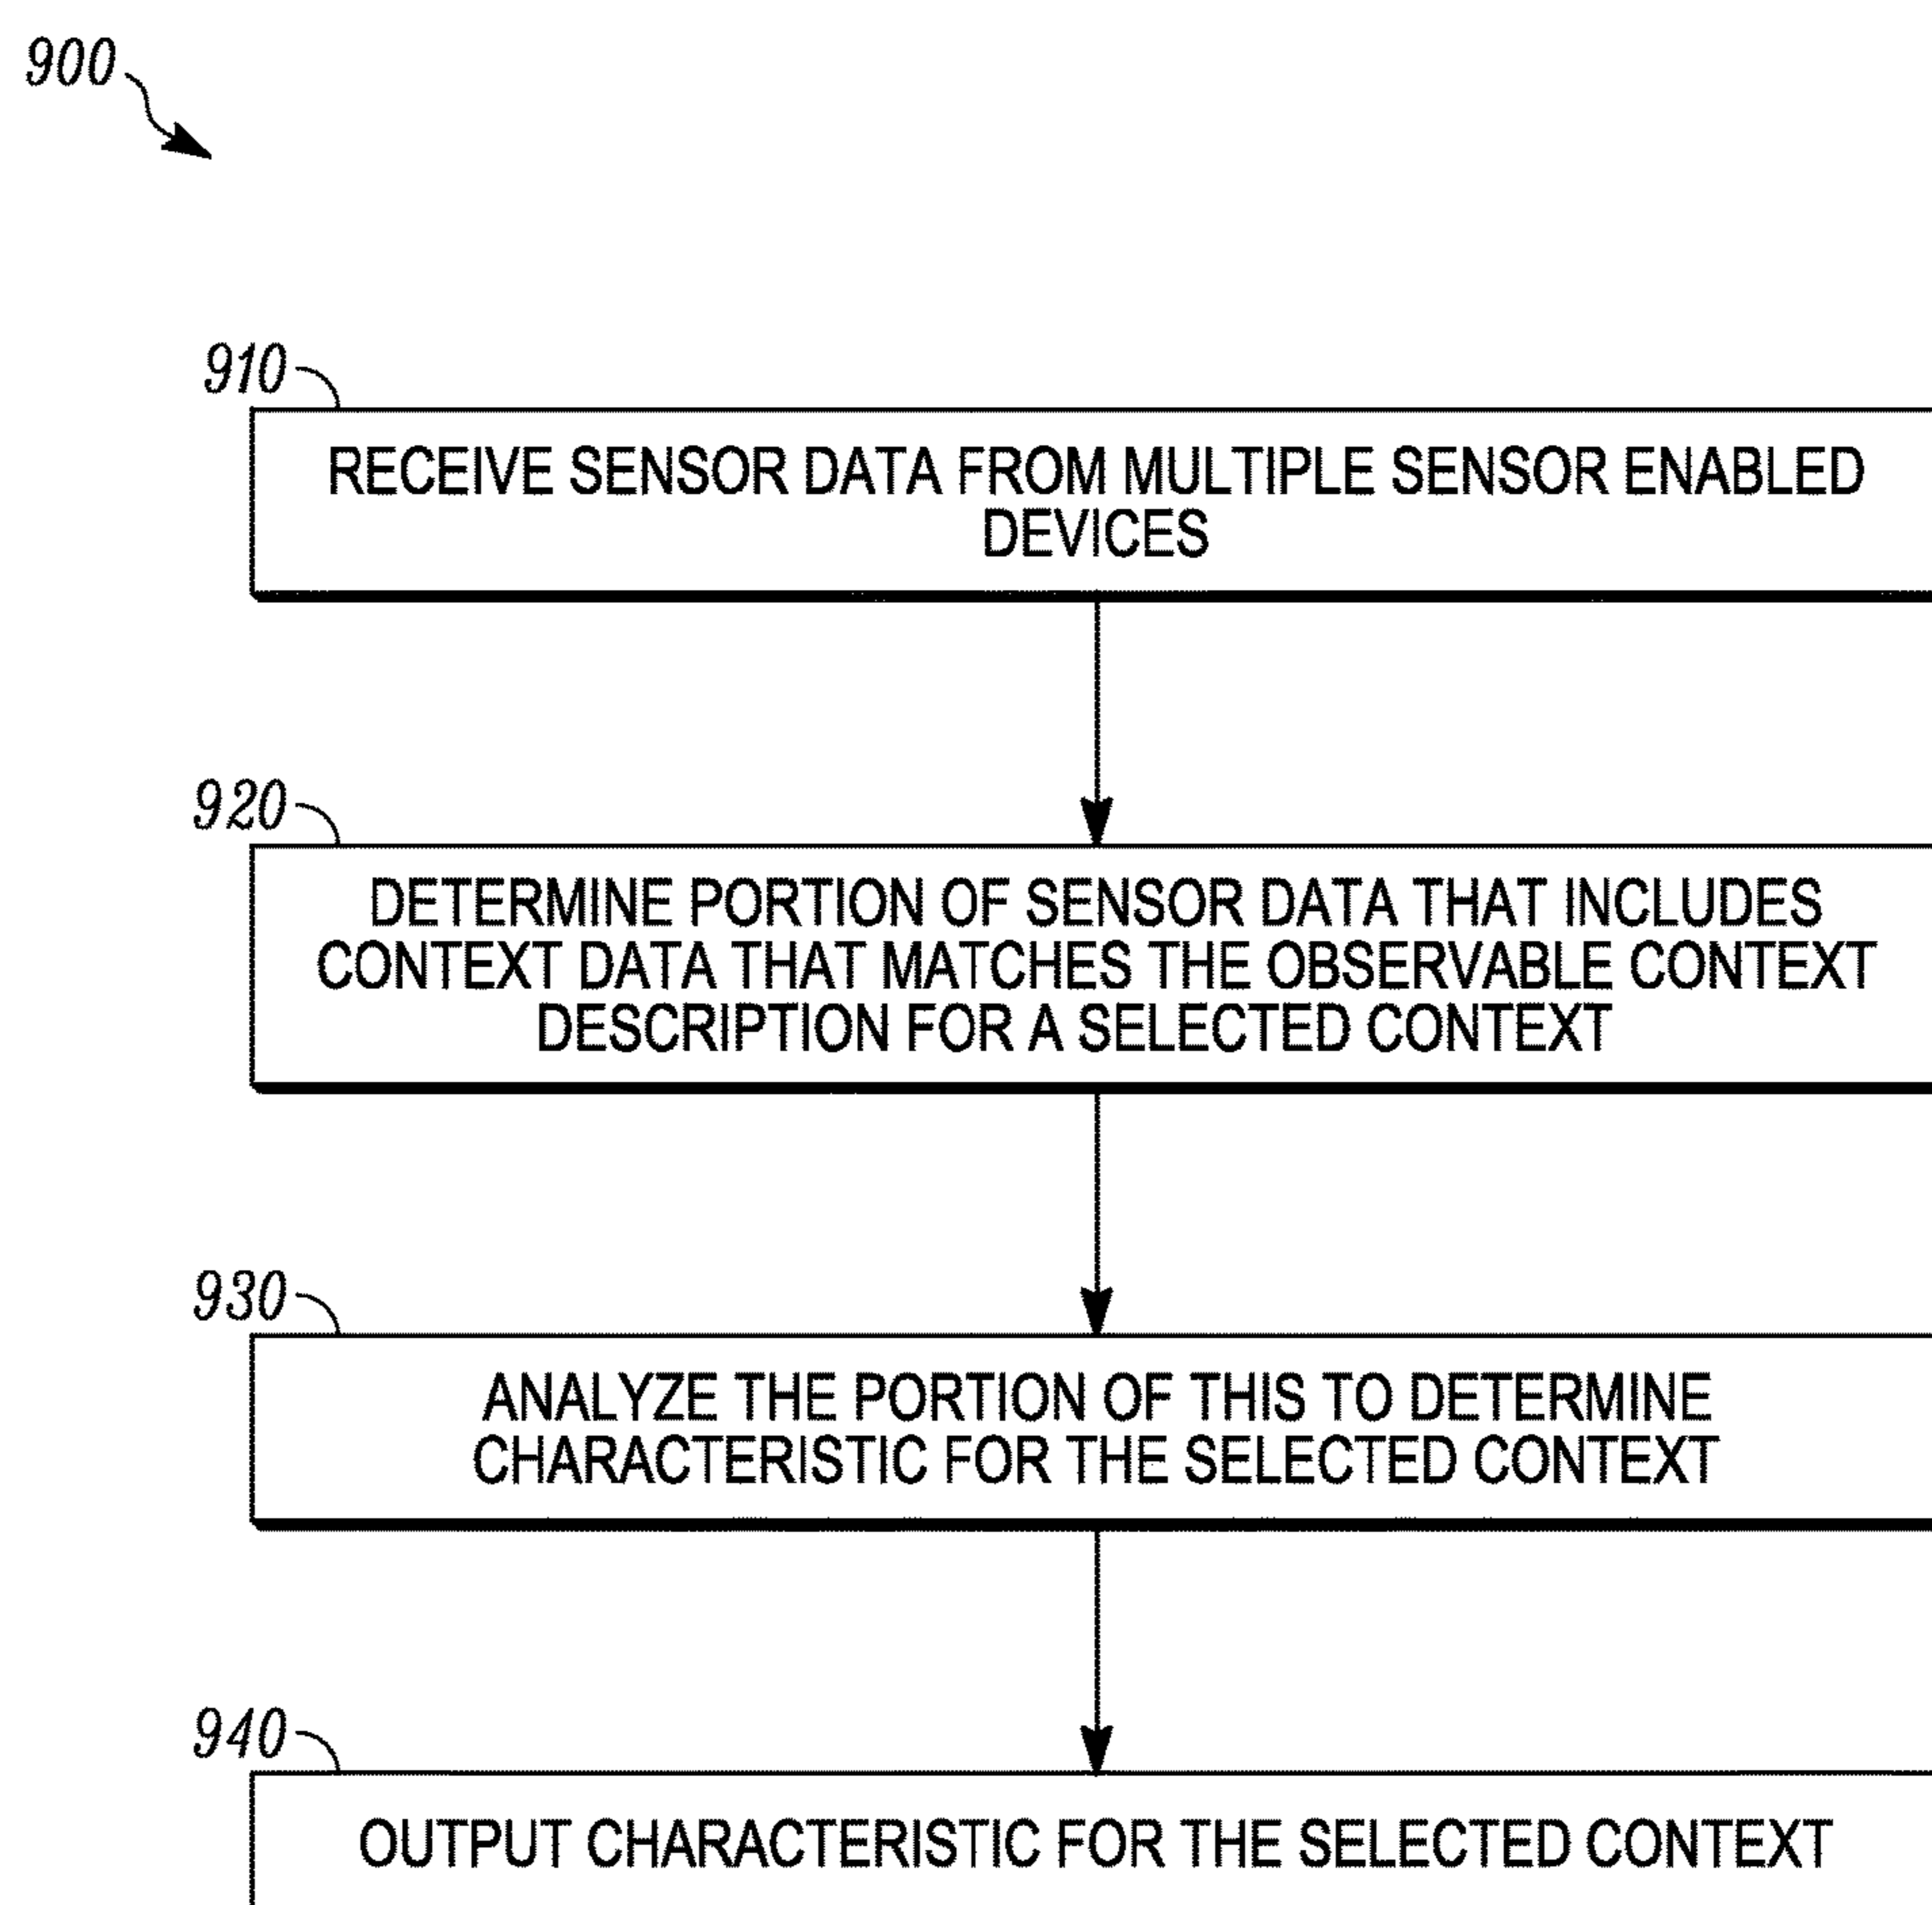 900
910
RECEIVE SENSOR DATA FROM MULTIPLE SENSOR ENABLED
DEVICES
920
DETERMINE PORTION OF SENSOR DATA THAT INCLUDES
CONTEXT DATA THAT MATCHES THE OBSERVABLE CONTEXT
DESCRIPTION FOR A SELECTED CONTEXT
930
ANALYZE THE PORTION OF THIS TO DETERMINE
CHARACTERISTIC FOR THE SELECTED CONTEXT
940
OUTPUT CHARACTERISTIC FOR THE SELECTED CONTEXT